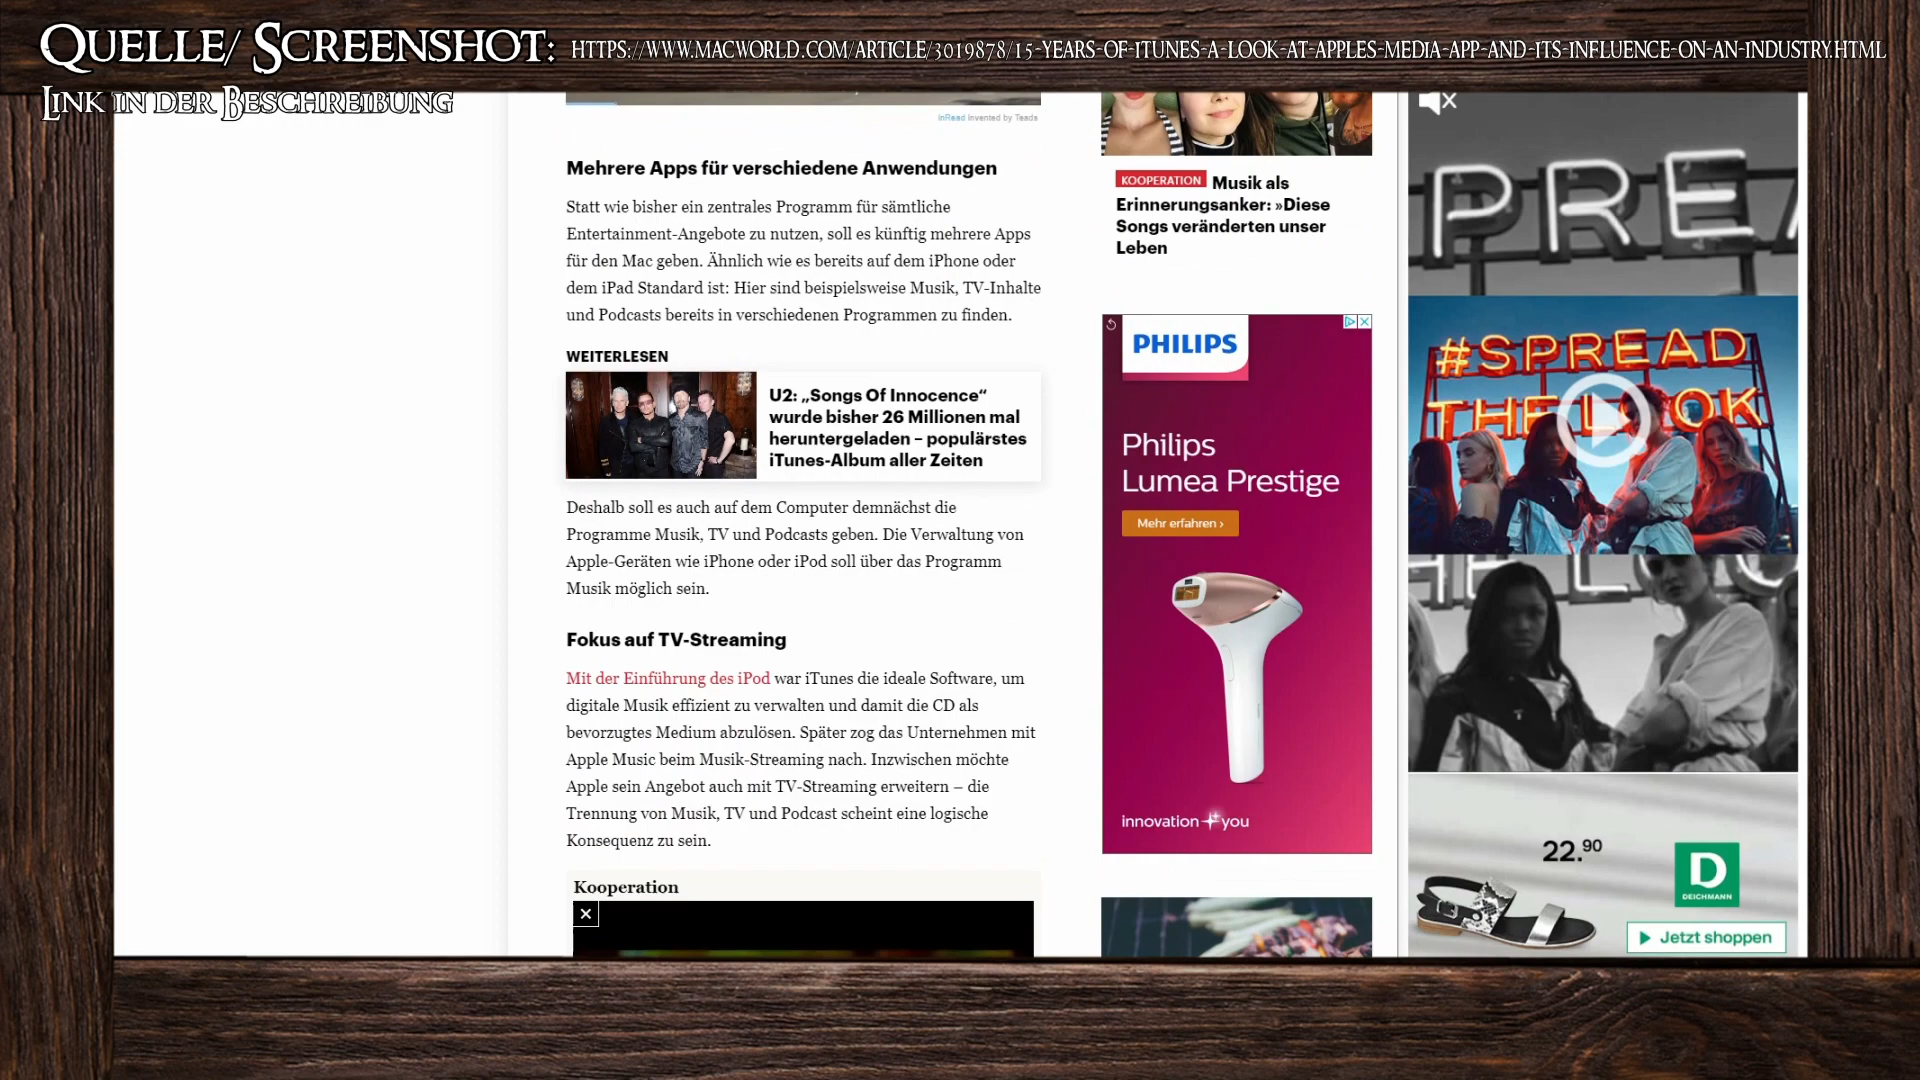 QUELLE/ SCREENSHOT: HTTPS://WWW.MACWORLD.COM/ARTICLE/3019878/15-YEARS-OF-ITUNES-A-LOOK-AT-APPLES-MEDIA-APP-AND-ITS-INFLUENCE-ON-AN-INDUSTRY.HTML
LINK IN DER BESCHREIBUNG
inRead invented by Teads
Mehrere Apps für verschiedene Anwendungen
Statt wie bisher ein zentrales Programm für sämtliche
Entertainment-Angebote zu nutzen, soll es künftig mehrere Apps
für den Mac geben. Ähnlich wie es bereits auf dem iPhone oder
dem iPad Standard ist: Hier sind beispielsweise Musik, TV-Inhalte
und Podcasts bereits in verschiedenen Programmen zu finden.
WEITERLESEN
U2: „Songs Of Innocence“
wurde bisher 26 Millionen mal
heruntergeladen – populärstes
iTunes-Album aller Zeiten
Deshalb soll es auch auf dem Computer demnächst die
Programme Musik, TV und Podcasts geben. Die Verwaltung von
Apple-Geräten wie iPhone oder iPod soll über das Programm
Musik möglich sein.
Fokus auf TV-Streaming
Mit der Einführung des iPod war iTunes die ideale Software, um
digitale Musik effizient zu verwalten und damit die CD als
bevorzugtes Medium abzulösen. Später zog das Unternehmen mit
Apple Music beim Musik-Streaming nach. Inzwischen möchte
Apple sein Angebot auch mit TV-Streaming erweitern – die
Trennung von Musik, TV und Podcast scheint eine logische
Konsequenz zu sein.
Kooperation
KOOPERATION Musik als
Erinnerungsanker: »Diese
Songs veränderten unser
Leben
PHILIPS
Philips
Lumea Prestige
Mehr erfahren ›
innovation you
PREA
#SPREAD
THE LOOK
HE LOO
22.90
D
DEICHMANN
Jetzt shoppen